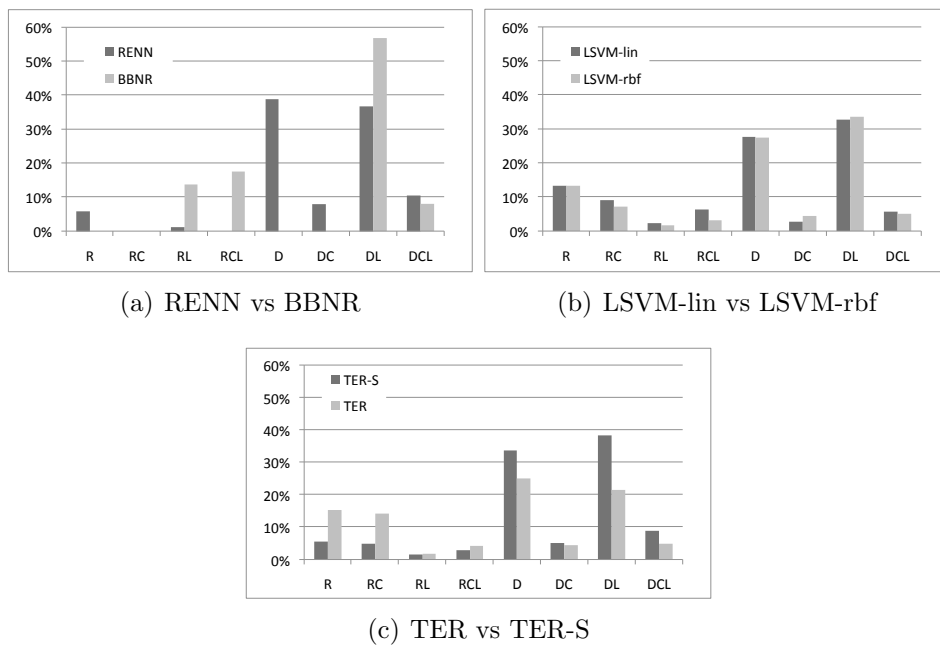 60%
50%
40%
30%
20%
10%
0%
RENN
BBNR
R RC RL RCL D DC DL DCL
(a) RENN vs BBNR
60%
50%
40%
30%
20%
10%
0%
LSVM-lin
LSVM-rbf
R RC RL RCL D DC DL DCL
(b) LSVM-lin vs LSVM-rbf
60%
50%
40%
30%
20%
10%
0%
TER-S
TER
R RC RL RCL D DC DL DCL
(c) TER vs TER-S